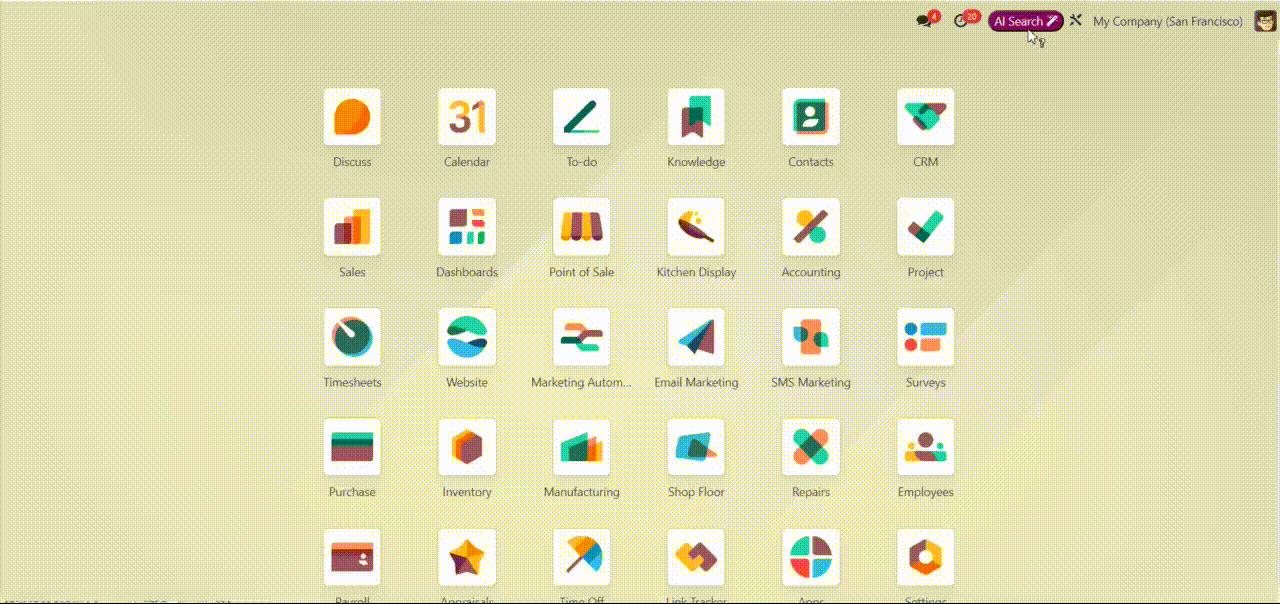 4 20 AI Search My Company (San Francisco)
31
Discuss Calendar To-do Knowledge Contacts CRM
Sales Dashboards Point of Sale Kitchen Display Accounting Project
Timesheets Website Marketing Autom... Email Marketing SMS Marketing Surveys
Purchase Inventory Manufacturing Shop Floor Repairs Employees
Payroll Appraisals Time Off Link Tracker Apps Settings